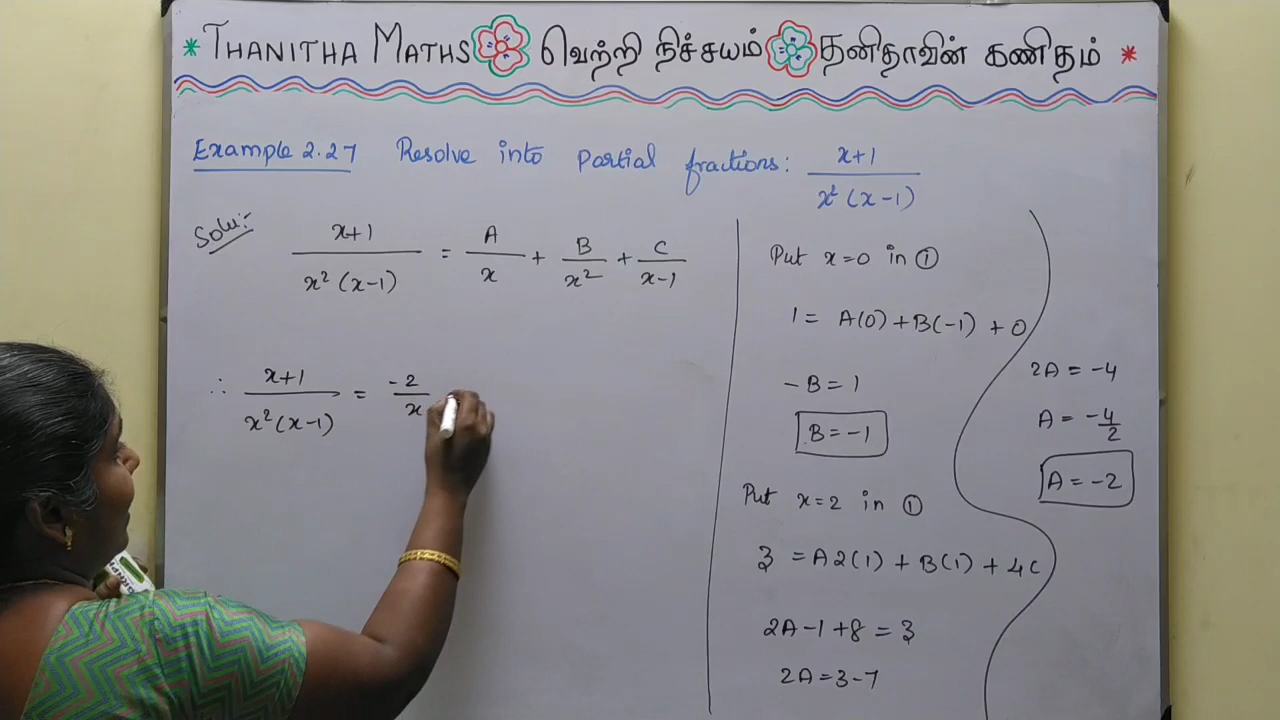 * THANITHA MATHS வெற்றி நிச்சயம் தனிதாவின் கணிதம் *
Example 2.27 Resolve into Partial fractions: x+1 / x²(x-1)
Solu:-
x+1 / x²(x-1) = A/x + B/x² + C/x-1
∴ x+1 / x²(x-1) = -2/x
Put x=0 in ①
1 = A(0) + B(-1) + 0
-B = 1
B = -1
Put x=2 in ①
3 = A2(1) + B(1) + 4C
2A-1+8 = 3
2A = 3-7
2A = -4
A = -4/2
A = -2